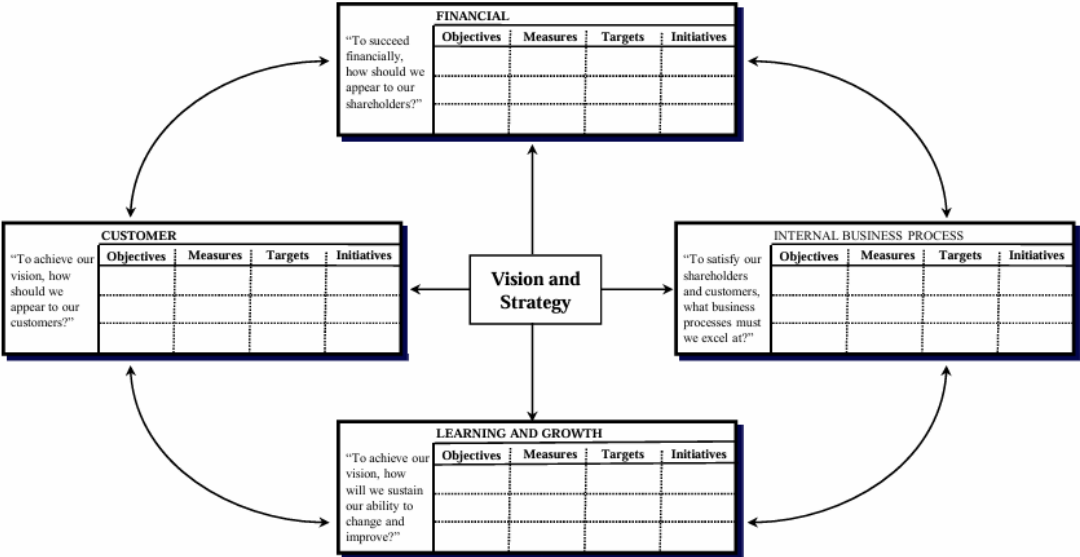 FINANCIAL
“To succeed
financially,
how should we
appear to our
shareholders?”
Objectives Measures Targets Initiatives
CUSTOMER
“To achieve our
vision, how
should we
appear to our
customers?”
Objectives Measures Targets Initiatives
Vision and
Strategy
INTERNAL BUSINESS PROCESS
“To satisfy our
shareholders
and customers,
what business
processes must
we excel at?”
Objectives Measures Targets Initiatives
LEARNING AND GROWTH
“To achieve our
vision, how
will we sustain
our ability to
change and
improve?”
Objectives Measures Targets Initiatives